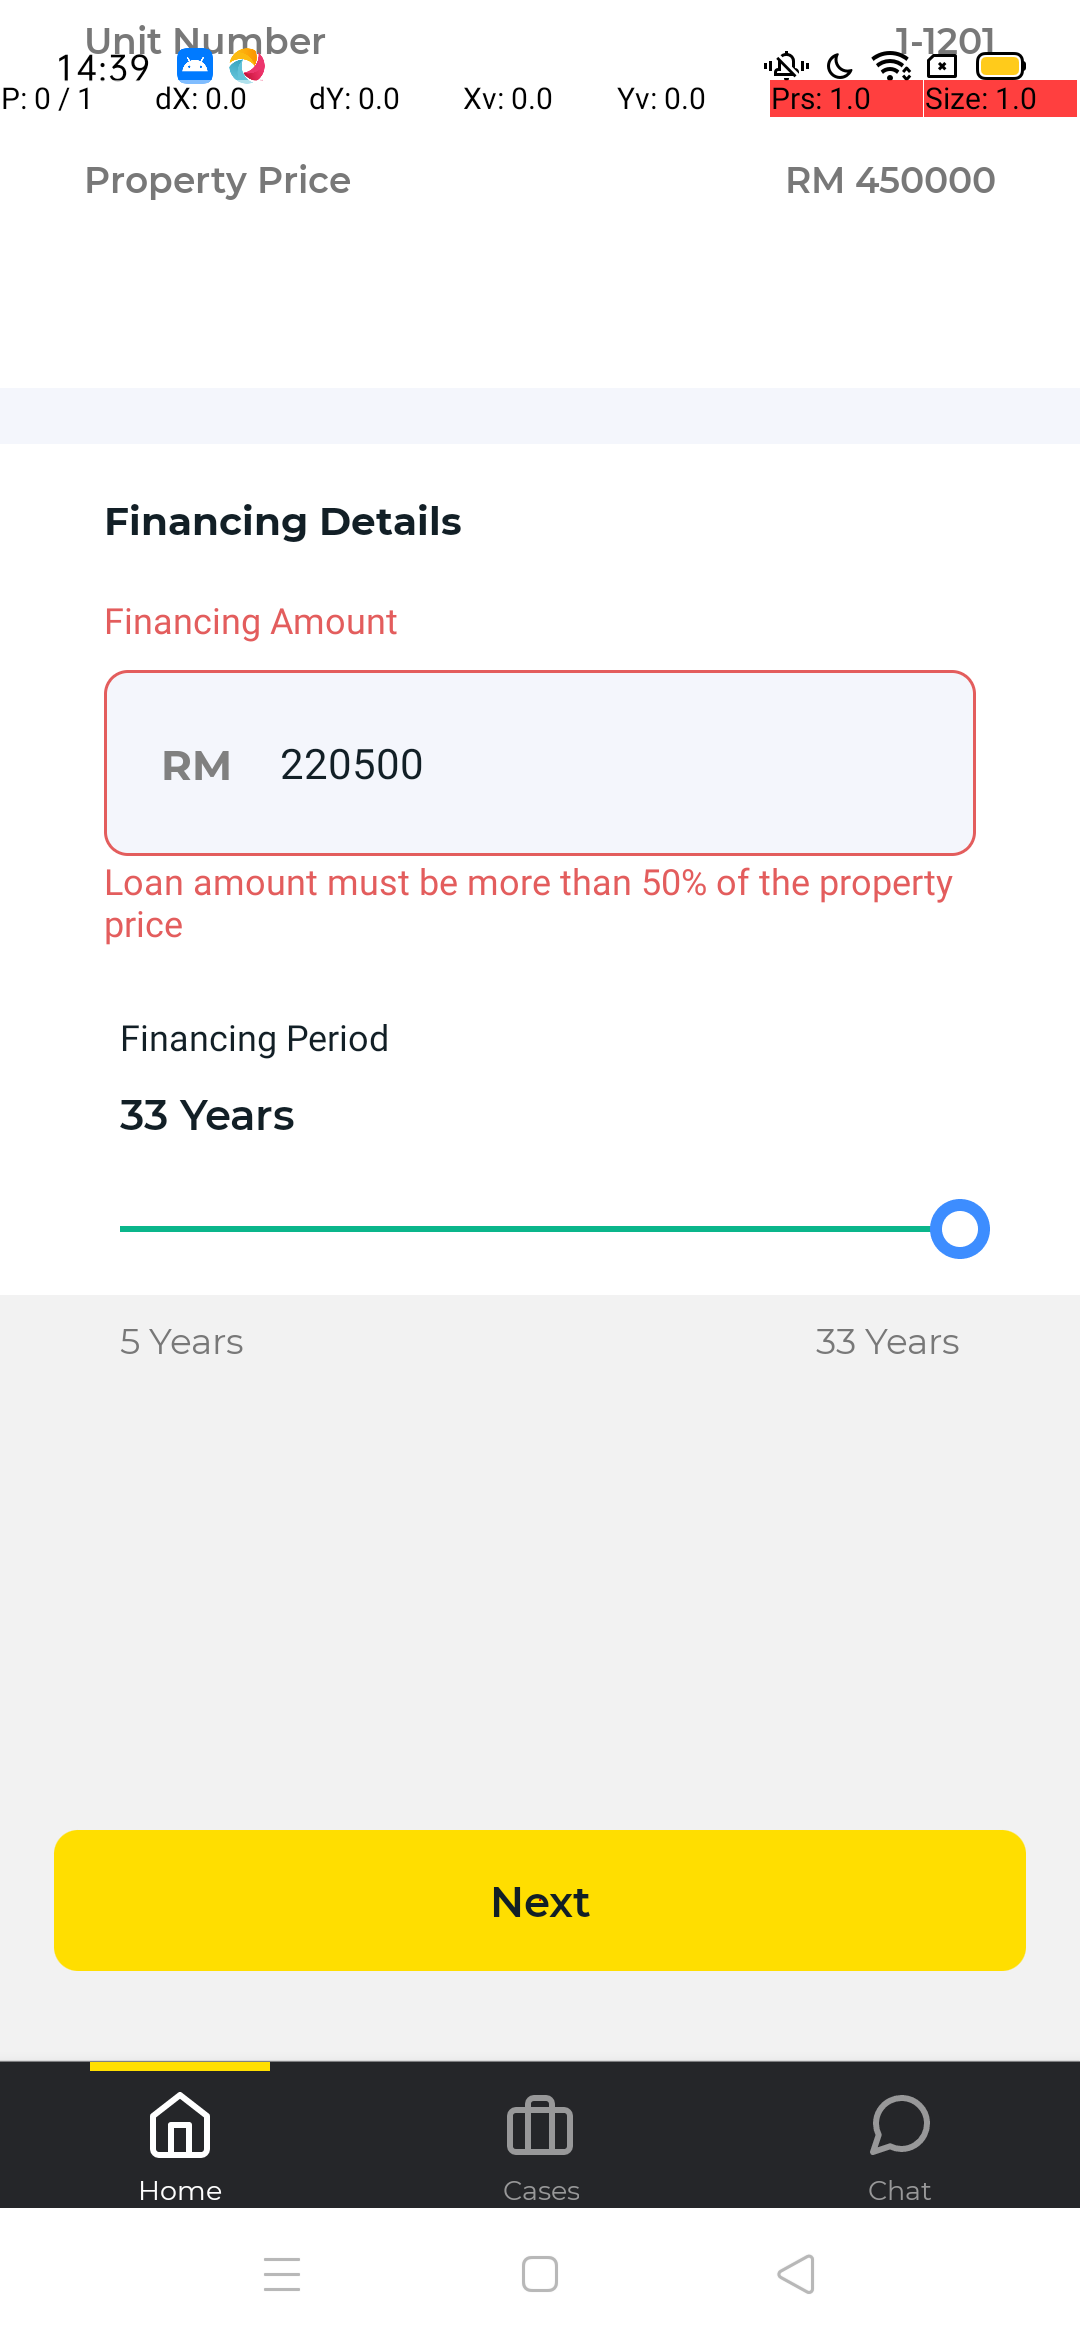 Unit Number 1-1201
14:39
P: 0 / 1 dX: 0.0 dY: 0.0 Xv: 0.0 Yv: 0.0 Prs: 1.0 Size: 1.0
Property Price RM 450000
Financing Details
Financing Amount
RM 220500
Loan amount must be more than 50% of the property
price
Financing Period
33 Years
5 Years 33 Years
Next
Home Cases Chat